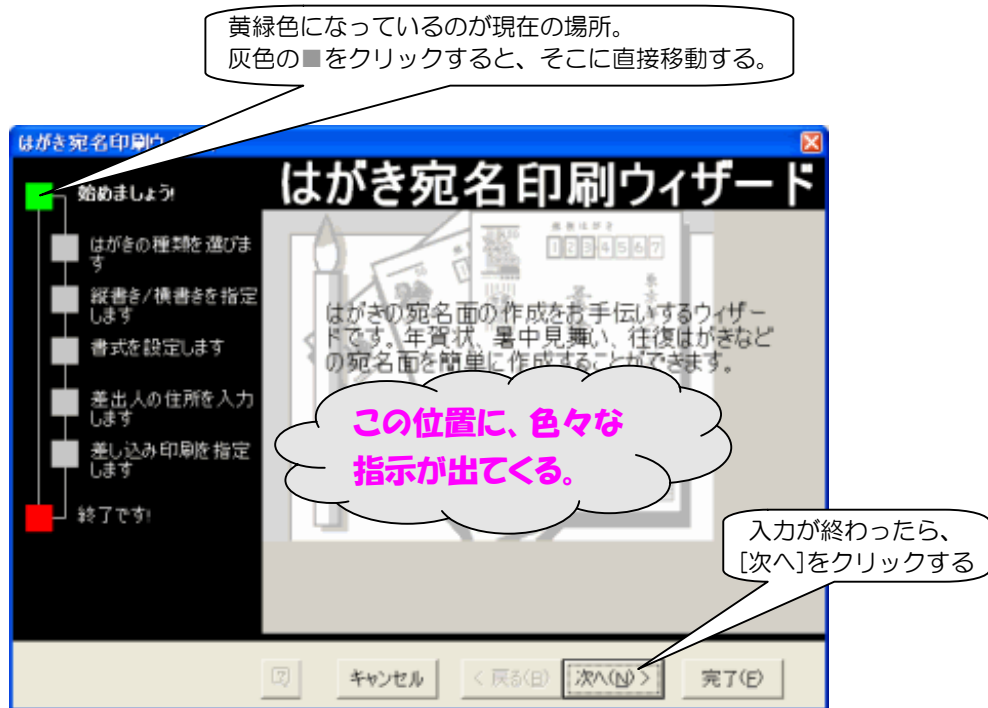 黄緑色になっているのが現在の場所。
灰色の■をクリックすると、そこに直接移動する。
はがき宛名印刷ウィ
はがき宛名印刷ウィザード
始めましょう!
はがきの種類を選びま
す
縦書き/横書きを指定
します
書式を設定します
差出人の住所を入力
します
差し込み印刷を指定
します
終了です!
郵便はがき
1234567
はがきの宛名面の作成をお手伝いするウィザー
ドです。年賀状、暑中見舞い、往復はがきなど
の宛名面を簡単に作成することができます。
この位置に、色々な
指示が出てくる。
入力が終わったら、
[次へ]をクリックする
キャンセル
< 戻る(B)
次へ(N) >
完了(F)